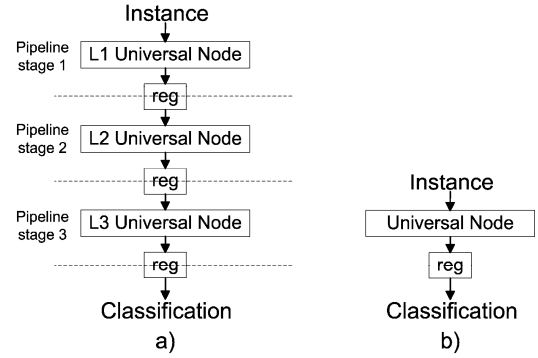 Instance
Pipeline
stage 1
L1 Universal Node
reg
Pipeline
stage 2
L2 Universal Node
reg
Pipeline
stage 3
L3 Universal Node
reg
Classification
a)
Instance
Universal Node
reg
Classification
b)